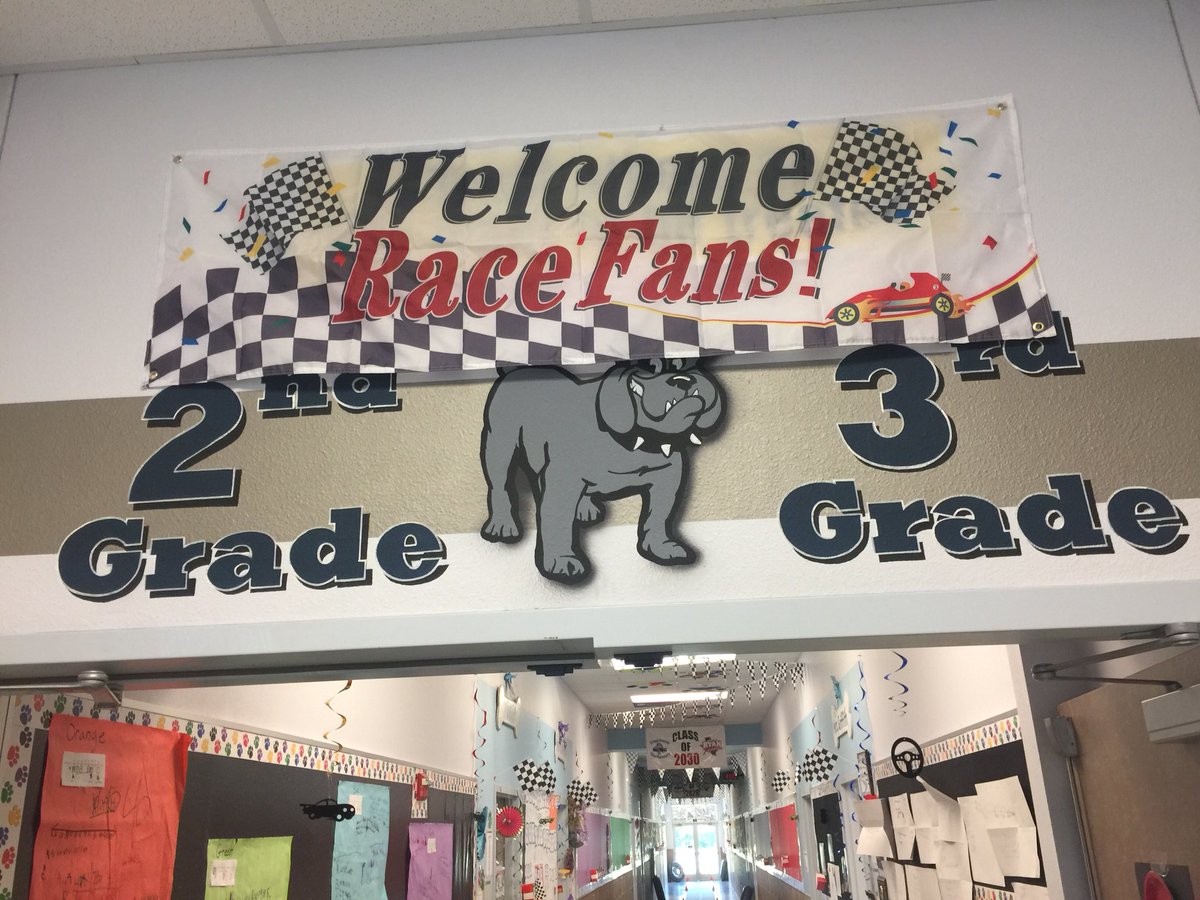 Welcome
Race Fans!
2nd
Grade
3rd
Grade
CLASS
OF
2030
Orange